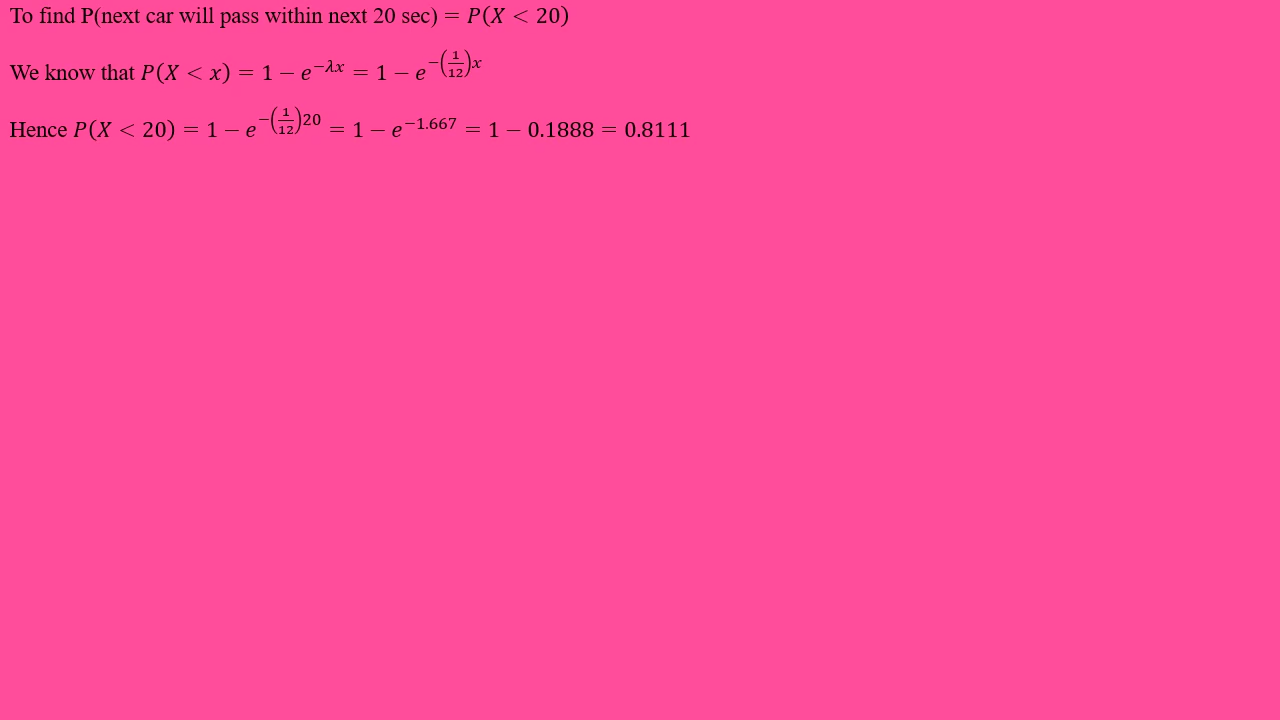 To find P(next car will pass within next 20 sec) = P(X < 20)
We know that P(X < x) = 1 − e^{−λx} = 1 − e^{−(1/12)x}
Hence P(X < 20) = 1 − e^{−(1/12)20} = 1 − e^{−1.667} = 1 − 0.1888 = 0.8111